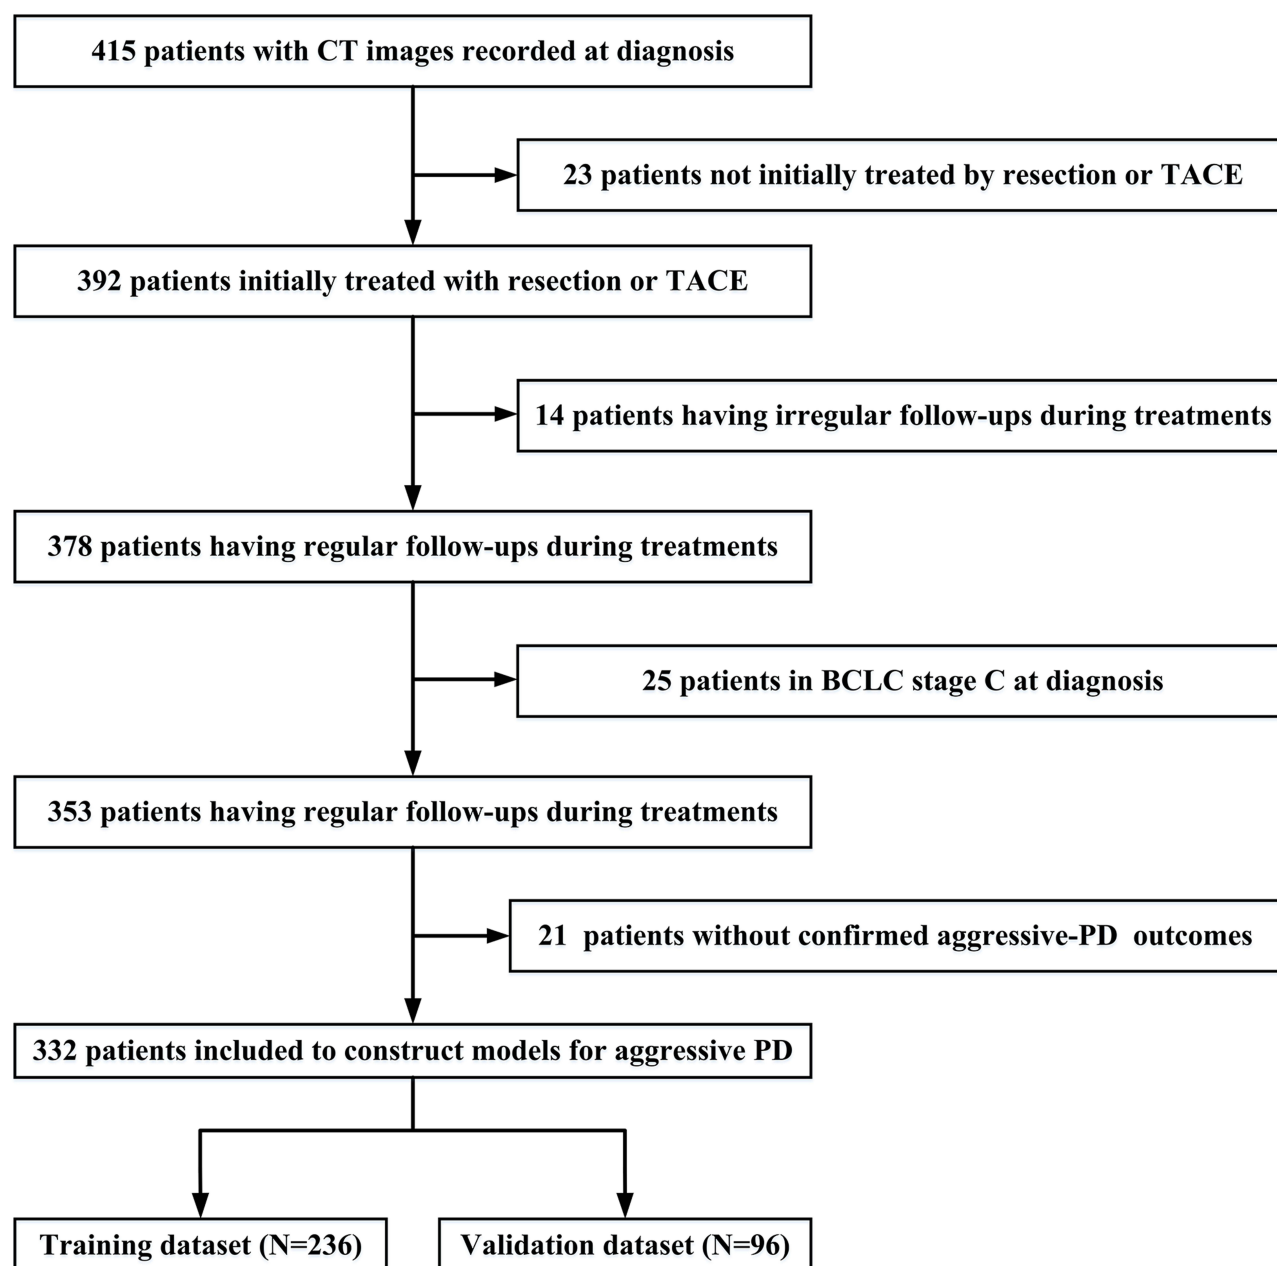 415 patients with CT images recorded at diagnosis
23 patients not initially treated by resection or TACE
392 patients initially treated with resection or TACE
14 patients having irregular follow-ups during treatments
378 patients having regular follow-ups during treatments
25 patients in BCLC stage C at diagnosis
353 patients having regular follow-ups during treatments
21 patients without confirmed aggressive-PD outcomes
332 patients included to construct models for aggressive PD
Training dataset (N=236)
Validation dataset (N=96)